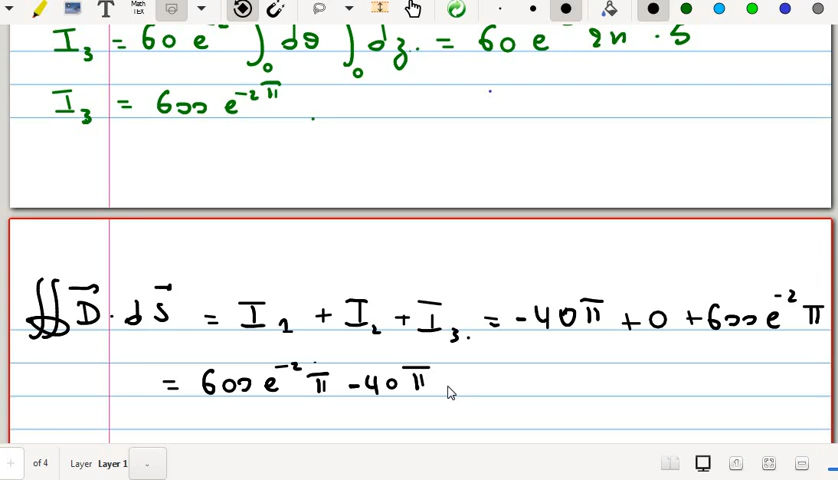 I₃ = 60 e⁻² ∫₀ dθ ∫₀ dz. = 60 e⁻ 2π · 5
I₃ = 600 e⁻² π .
∯ D⃗ · dS⃗ = I₁ + I₂ + I₃. = -40π + 0 + 600 e⁻² π
= 600 e⁻² π - 40π
of 4 Layer Layer 1